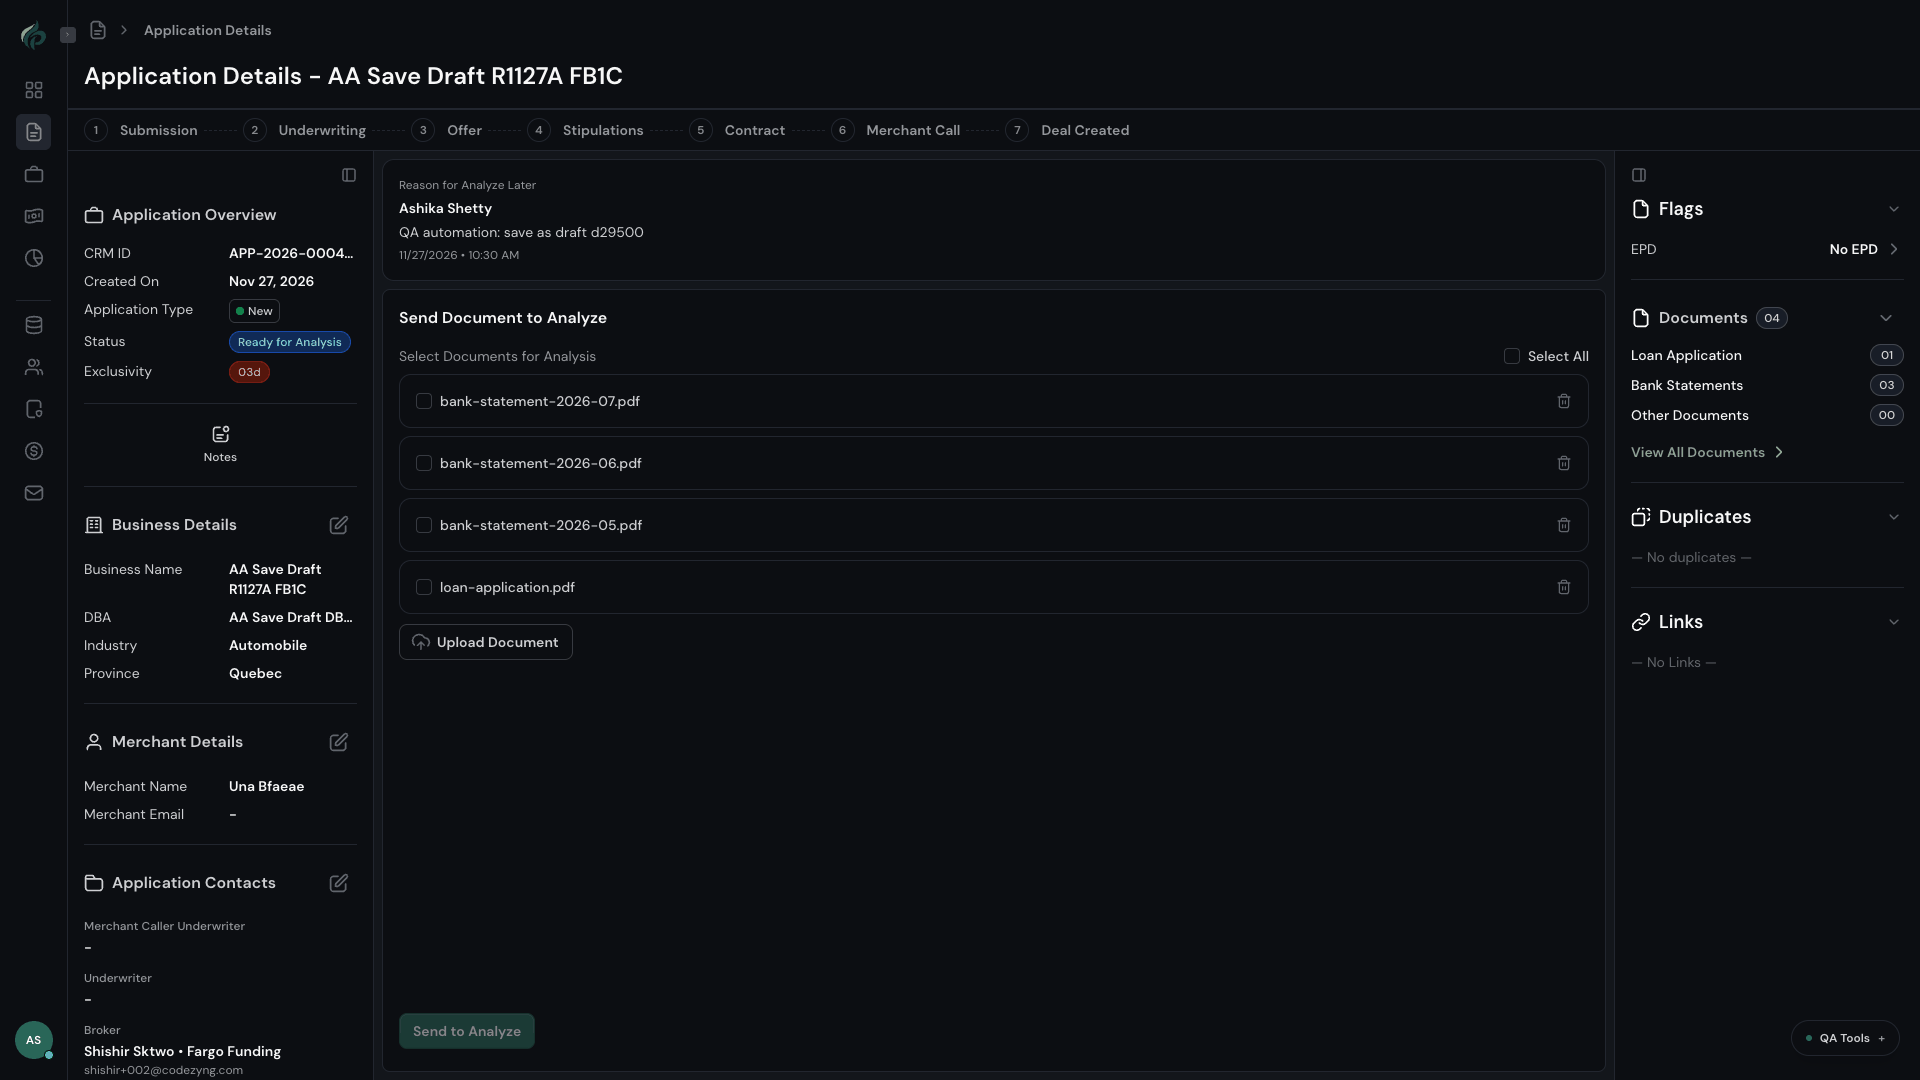 Application Details
Application Details – AA Save Draft R1127A FB1C
1 Submission 2 Underwriting 3 Offer 4 Stipulations 5 Contract 6 Merchant Call 7 Deal Created
Application Overview
CRM ID APP-2026-0004...
Created On Nov 27, 2026
Application Type New
Status Ready for Analysis
Exclusivity 03d
Notes
Business Details
Business Name AA Save Draft R1127A FB1C
DBA AA Save Draft DB...
Industry Automobile
Province Quebec
Merchant Details
Merchant Name Una Bfaeae
Merchant Email –
Application Contacts
Merchant Caller Underwriter
–
Underwriter
–
Broker
Shishir Sktwo • Fargo Funding
shishir+002@codezyng.com
AS
Reason for Analyze Later
Ashika Shetty
QA automation: save as draft d29500
11/27/2026 • 10:30 AM
Send Document to Analyze
Select Documents for Analysis Select All
bank-statement-2026-07.pdf
bank-statement-2026-06.pdf
bank-statement-2026-05.pdf
loan-application.pdf
Upload Document
Send to Analyze
Flags
EPD No EPD
Documents 04
Loan Application 01
Bank Statements 03
Other Documents 00
View All Documents
Duplicates
— No duplicates —
Links
— No Links —
QA Tools +